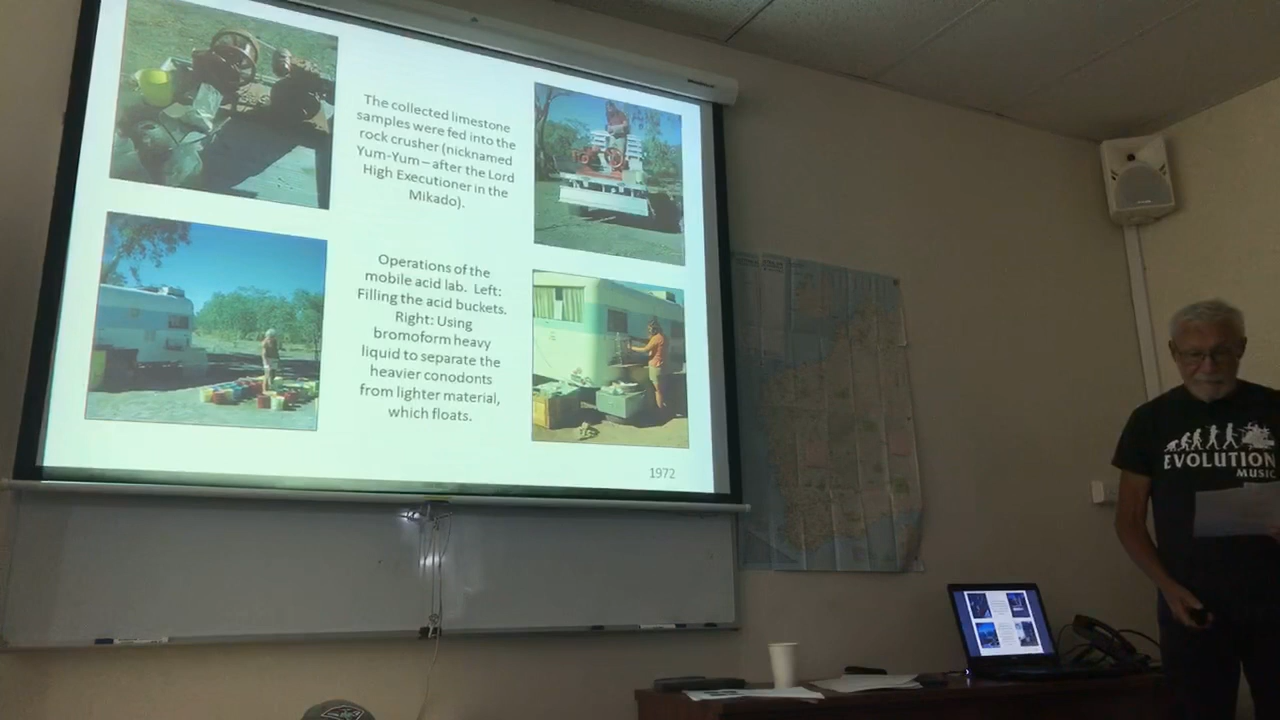 The collected limestone
samples were fed into the
rock crusher (nicknamed
Yum-Yum – after the Lord
High Executioner in the
Mikado).
Operations of the
mobile acid lab. Left:
Filling the acid buckets.
Right: Using
bromoform heavy
liquid to separate the
heavier conodonts
from lighter material,
which floats.
1972
EVOLUTION
MUSIC